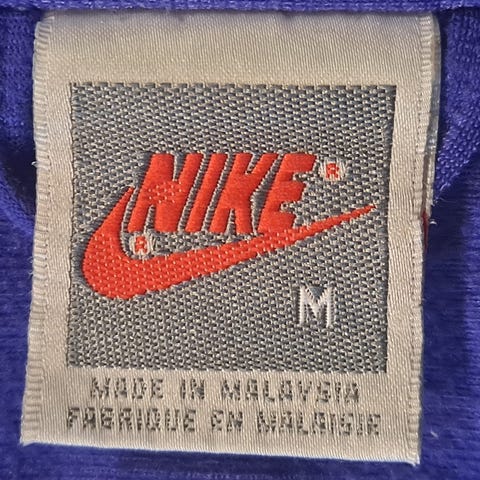 NIKE ®
®
M
MADE IN MALAYSIA
FABRIQUE EN MALAISIE